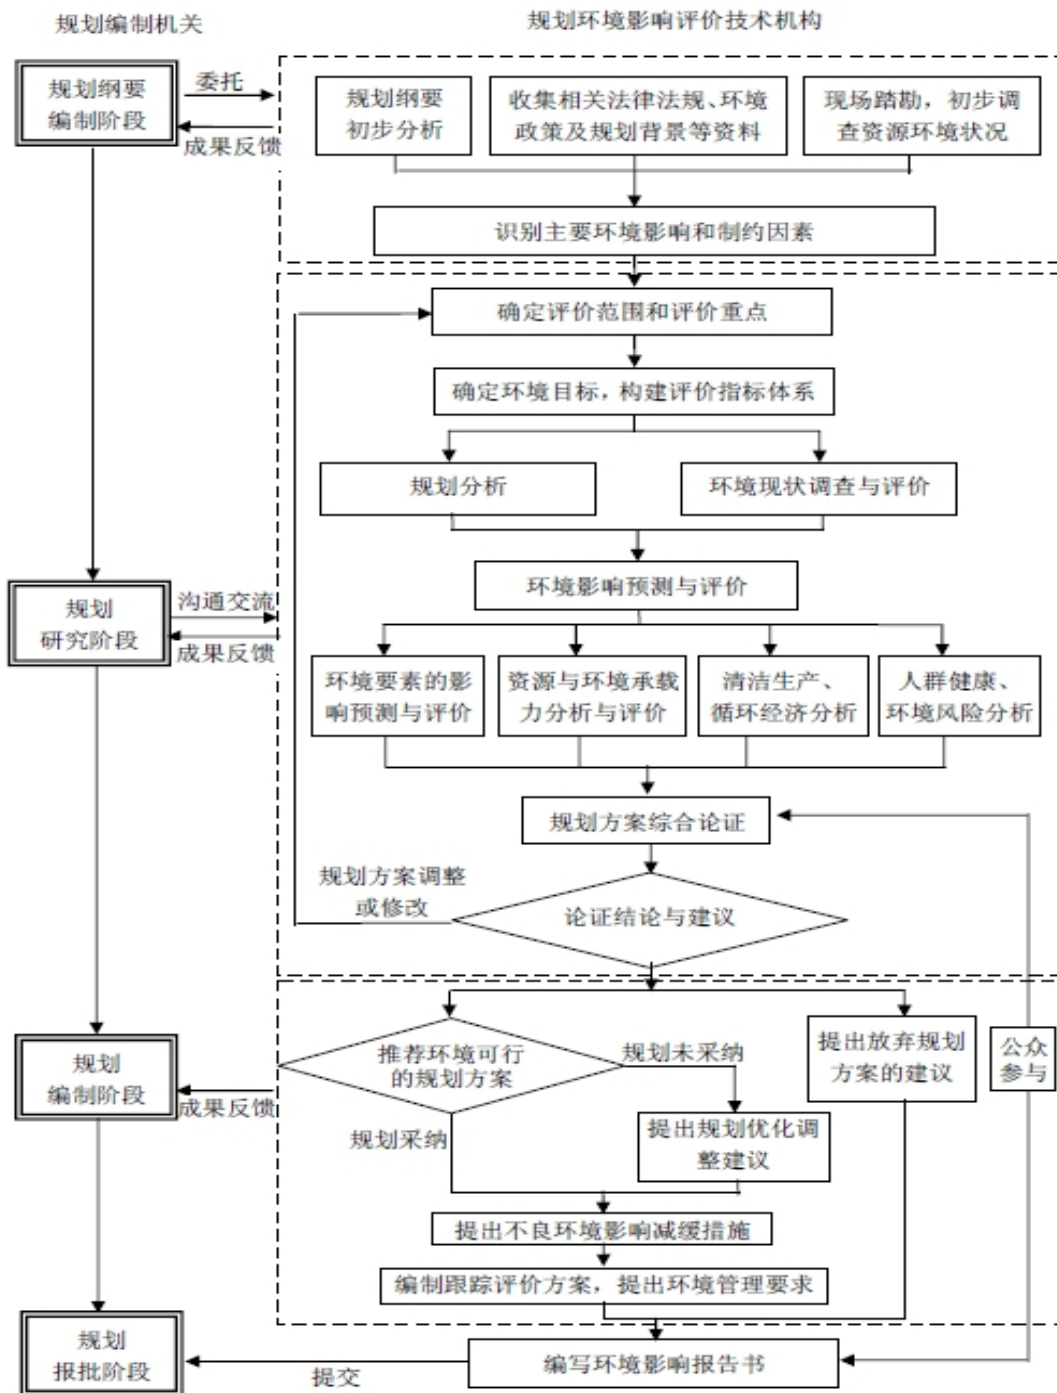 规划编制机关
规划环境影响评价技术机构
规划纲要
编制阶段
委托
成果反馈
规划纲要
初步分析
收集相关法律法规、环境
政策及规划背景等资料
现场踏勘，初步调
查资源环境状况
识别主要环境影响和制约因素
确定评价范围和评价重点
确定环境目标，构建评价指标体系
规划分析
环境现状调查与评价
环境影响预测与评价
规划
研究阶段
沟通交流
成果反馈
环境要素的影
响预测与评价
资源与环境承载
力分析与评价
清洁生产、
循环经济分析
人群健康、
环境风险分析
规划方案综合论证
规划方案调整
或修改
论证结论与建议
规划
编制阶段
成果反馈
推荐环境可行
的规划方案
规划未采纳
提出放弃规划
方案的建议
公众
参与
规划采纳
提出规划优化调
整建议
提出不良环境影响减缓措施
编制跟踪评价方案，提出环境管理要求
规划
报批阶段
提交
编写环境影响报告书